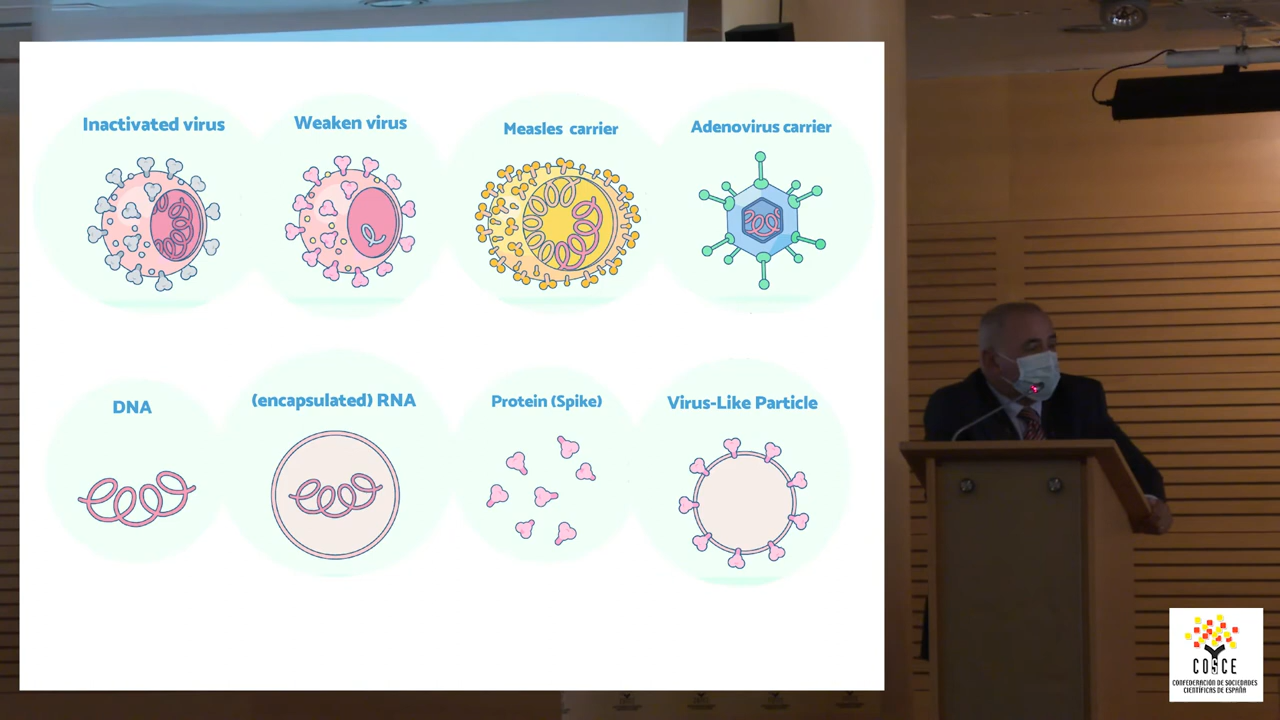 Inactivated virus
Weaken virus
Measles carrier
Adenovirus carrier
DNA
(encapsulated) RNA
Protein (Spike)
Virus-Like Particle
COSCE
CONFEDERACIÓN DE SOCIEDADES
CIENTÍFICAS DE ESPAÑA